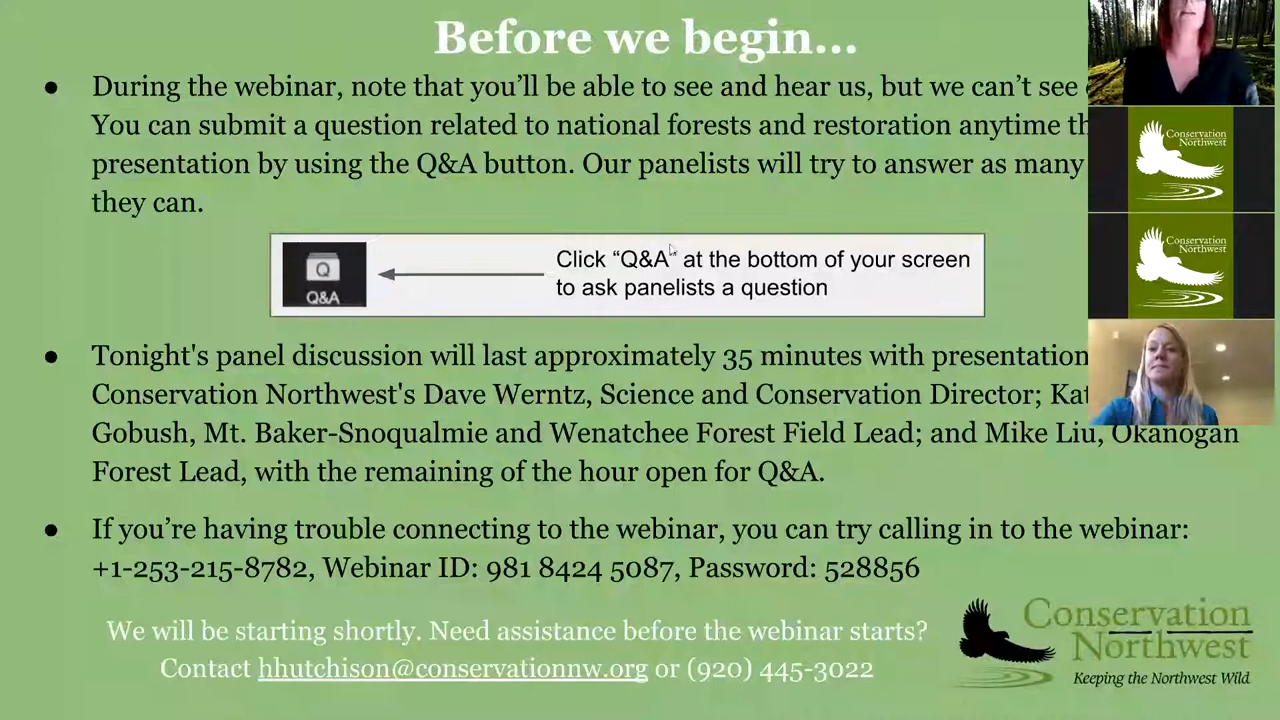 Before we begin...
● During the webinar, note that you'll be able to see and hear us, but we can't see
You can submit a question related to national forests and restoration anytime
presentation by using the Q&A button. Our panelists will try to answer as many
they can.
Q
Q&A
Click “Q&A” at the bottom of your screen
to ask panelists a question
● Tonight's panel discussion will last approximately 35 minutes with presentation
Conservation Northwest's Dave Werntz, Science and Conservation Director;
Gobush, Mt. Baker-Snoqualmie and Wenatchee Forest Field Lead; and Mike Liu, Okanogan
Forest Lead, with the remaining of the hour open for Q&A.
● If you’re having trouble connecting to the webinar, you can try calling in to the webinar:
+1-253-215-8782, Webinar ID: 981 8424 5087, Password: 528856
We will be starting shortly. Need assistance before the webinar starts?
Contact hhutchison@conservationnw.org or (920) 445-3022
Conservation
Northwest
Keeping the Northwest Wild
Conservation
Northwest
Conservation
Northwest